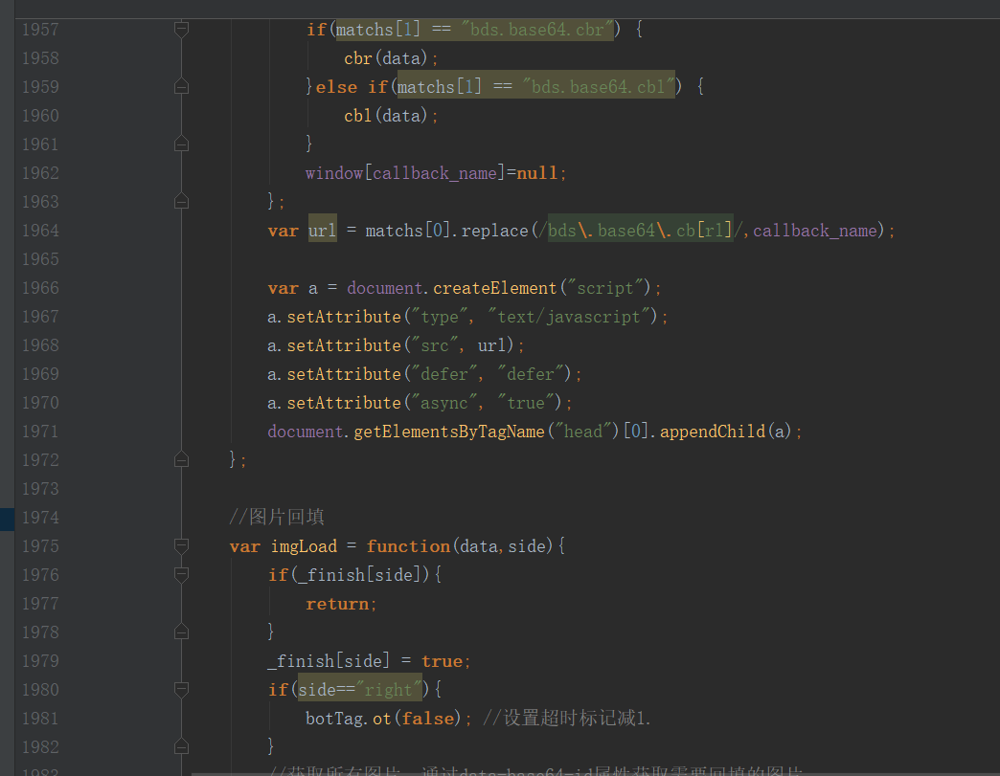 1957 if(matchs[1] == "bds.base64.cbr") {
1958 cbr(data);
1959 }else if(matchs[1] == "bds.base64.cbl") {
1960 cbl(data);
1961 }
1962 window[callback_name]=null;
1963 };
1964 var url = matchs[0].replace(/bds\.base64\.cb[rl]/,callback_name);
1965
1966 var a = document.createElement("script");
1967 a.setAttribute("type", "text/javascript");
1968 a.setAttribute("src", url);
1969 a.setAttribute("defer", "defer");
1970 a.setAttribute("async", "true");
1971 document.getElementsByTagName("head")[0].appendChild(a);
1972 };
1973
1974 //图片回填
1975 var imgLoad = function(data,side){
1976 if(_finish[side]){
1977 return;
1978 }
1979 _finish[side] = true;
1980 if(side=="right"){
1981 botTag.ot(false); //设置超时标记减1.
1982 }
1983 //获取所有图片，通过data-base64-id属性获取需要回填的图片